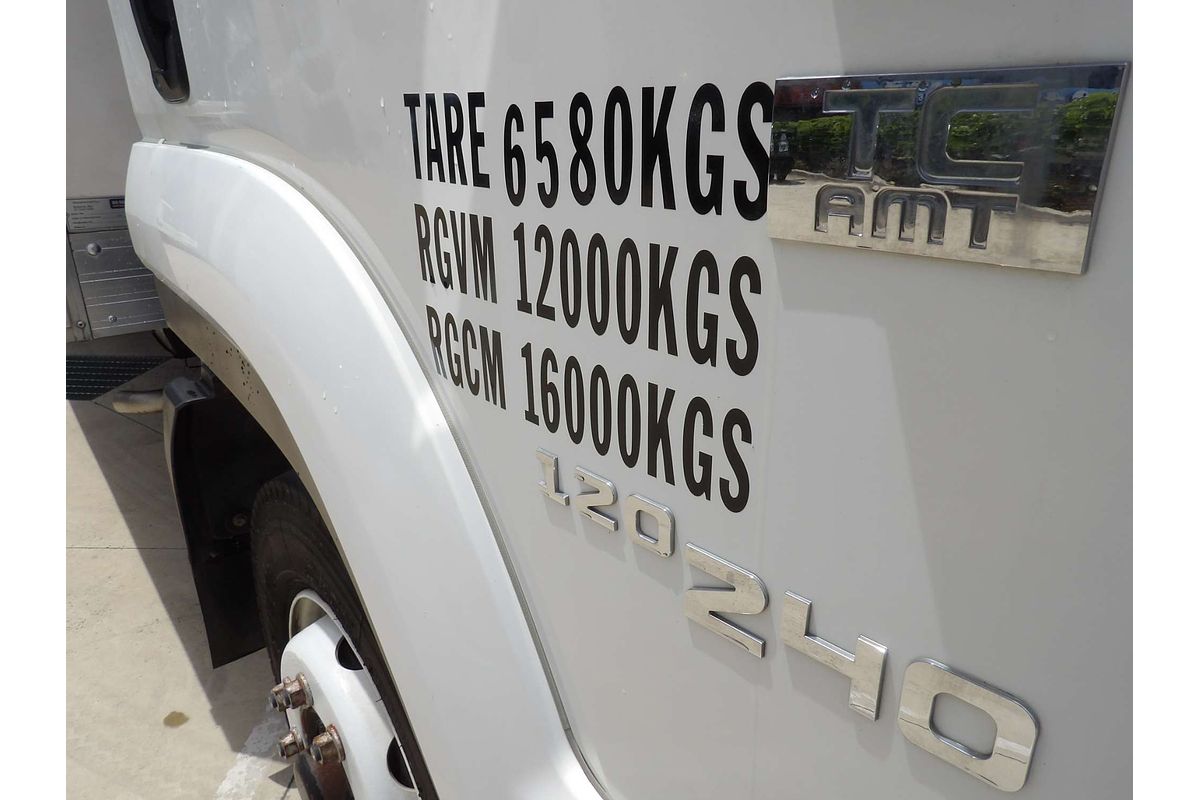 TARE 6580KGS
RGVM 12000KGS
RGCM 16000KGS
TC
AMT
120 240